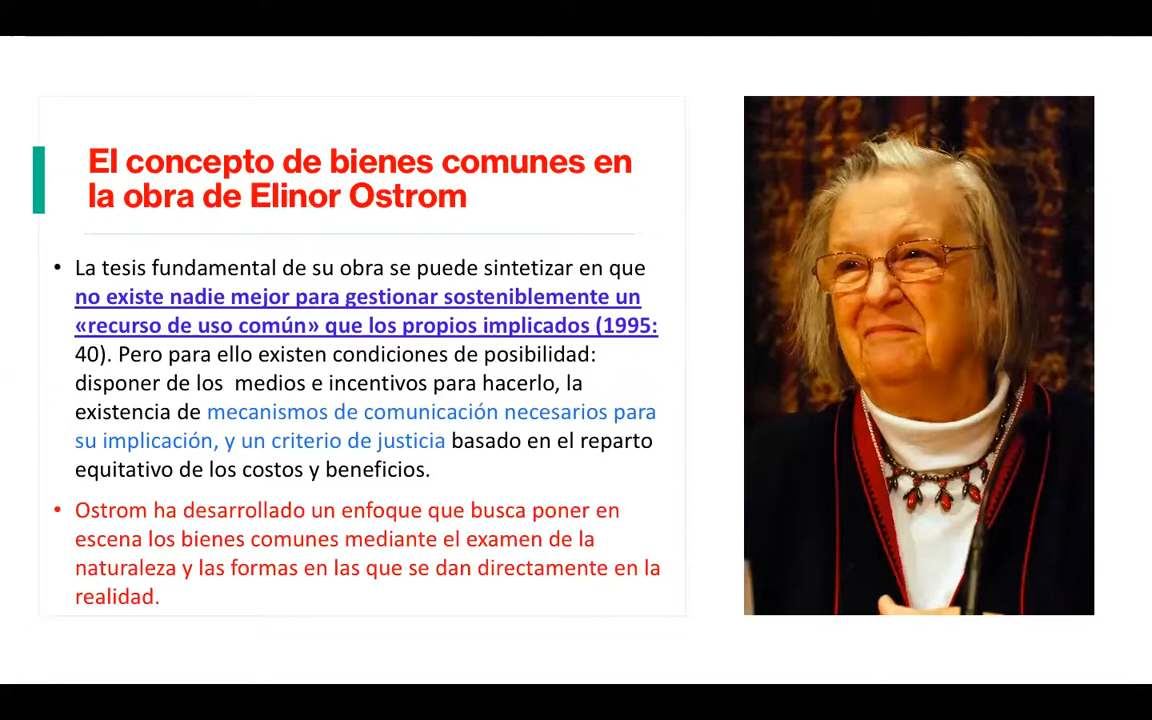 El concepto de bienes comunes en
la obra de Elinor Ostrom
• La tesis fundamental de su obra se puede sintetizar en que
no existe nadie mejor para gestionar sosteniblemente un
«recurso de uso común» que los propios implicados (1995:
40). Pero para ello existen condiciones de posibilidad:
disponer de los  medios e incentivos para hacerlo, la
existencia de mecanismos de comunicación necesarios para
su implicación, y un criterio de justicia basado en el reparto
equitativo de los costos y beneficios.
• Ostrom ha desarrollado un enfoque que busca poner en
escena los bienes comunes mediante el examen de la
naturaleza y las formas en las que se dan directamente en la
realidad.